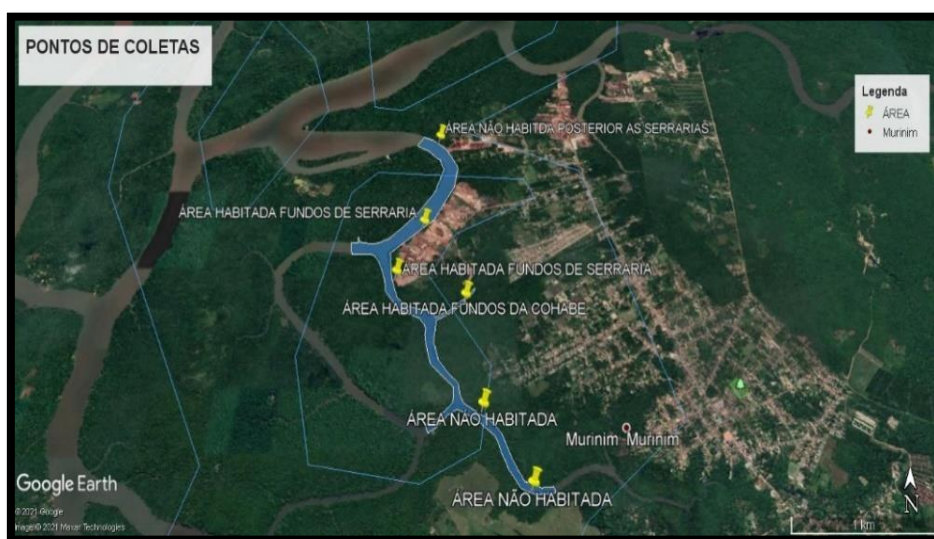 PONTOS DE COLETAS
Legenda
ÁREA
Murinim
ÁREA NÃO HABITDA POSTERIOR AS SERRARIAS
ÁREA HABITADA FUNDOS DE SERRARIA
ÁREA HABITADA FUNDOS DE SERRARIA
ÁREA HABITADA FUNDOS DA COHABE
ÁREA NÃO HABITADA
Murinim Murinim
ÁREA NÃO HABITADA
Google Earth
© 2021 Google
Image © 2021 Maxar Technologies
N
1 km